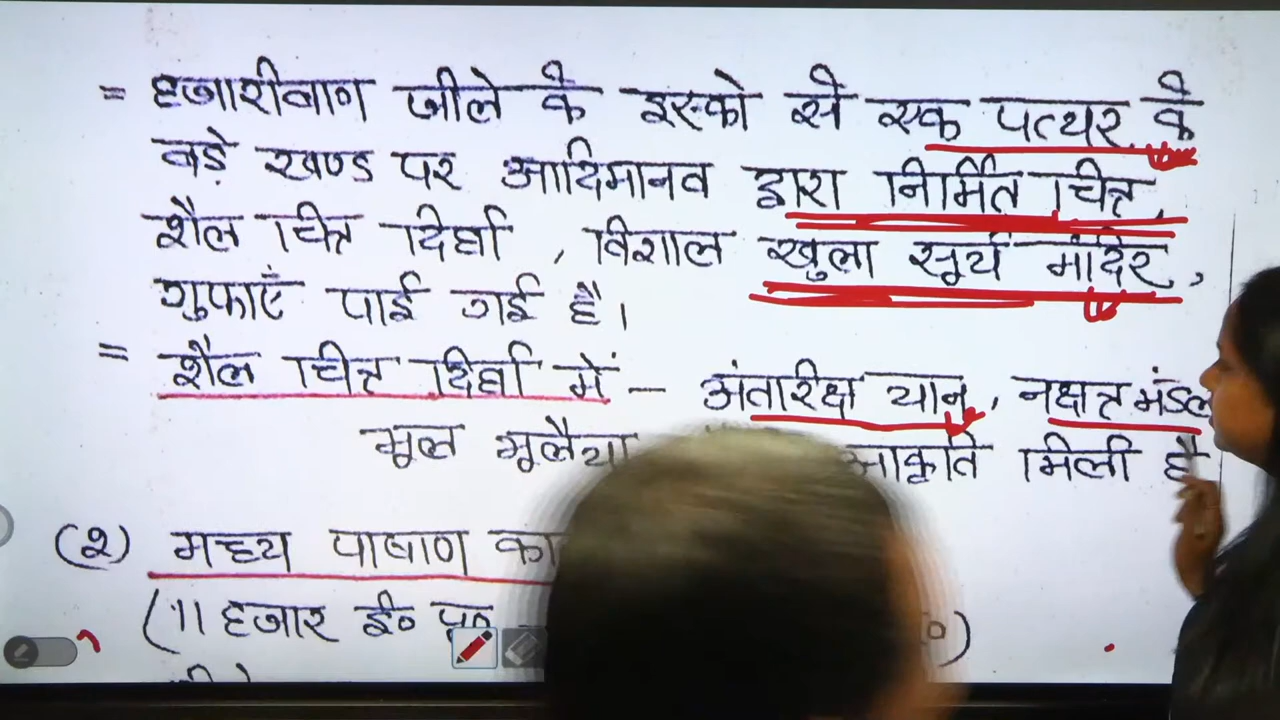 = हजारीबाग जीले के इस्को से एक पत्थर के
बड़े खण्ड पर आदिमानव द्वारा निर्मित चित्र,
शैल चित्र दिर्घा, विशाल खुला सूर्य मंदिर,
गुफाएँ पाई गई है।
= शैल चित्र दिर्घा में - अंतरिक्ष यान, नक्षत्र मंडल
भूल भूलैया आकृति मिली है
(२) मध्य पाषाण
(11 हजार ई० पू०